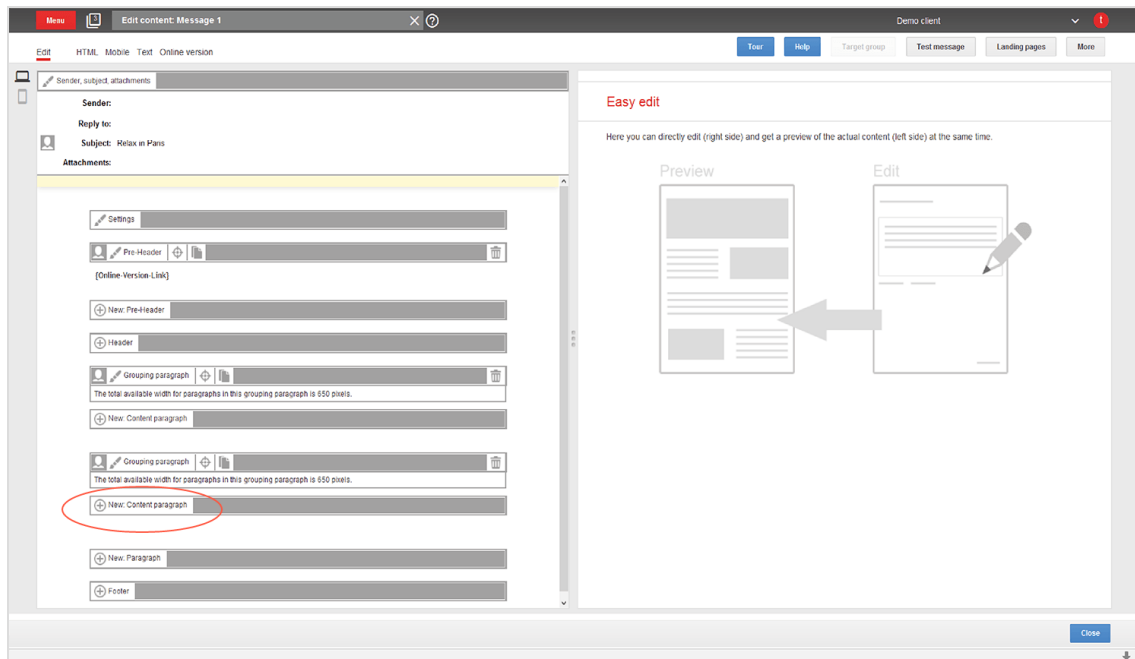 Menu
3
Edit content: Message 1
Demo client
t
Edit HTML Mobile Text Online version
Tour Help Target group Test message Landing pages More
Sender, subject, attachments
Sender:
Reply to:
Subject: Relax in Paris
Attachments:
Settings
Pre-Header
{Online-Version-Link}
New: Pre-Header
Header
Grouping paragraph
The total available width for paragraphs in this grouping paragraph is 650 pixels.
New: Content paragraph
Grouping paragraph
The total available width for paragraphs in this grouping paragraph is 650 pixels.
New: Content paragraph
New: Paragraph
Footer
Easy edit
Here you can directly edit (right side) and get a preview of the actual content (left side) at the same time.
Preview Edit
Close